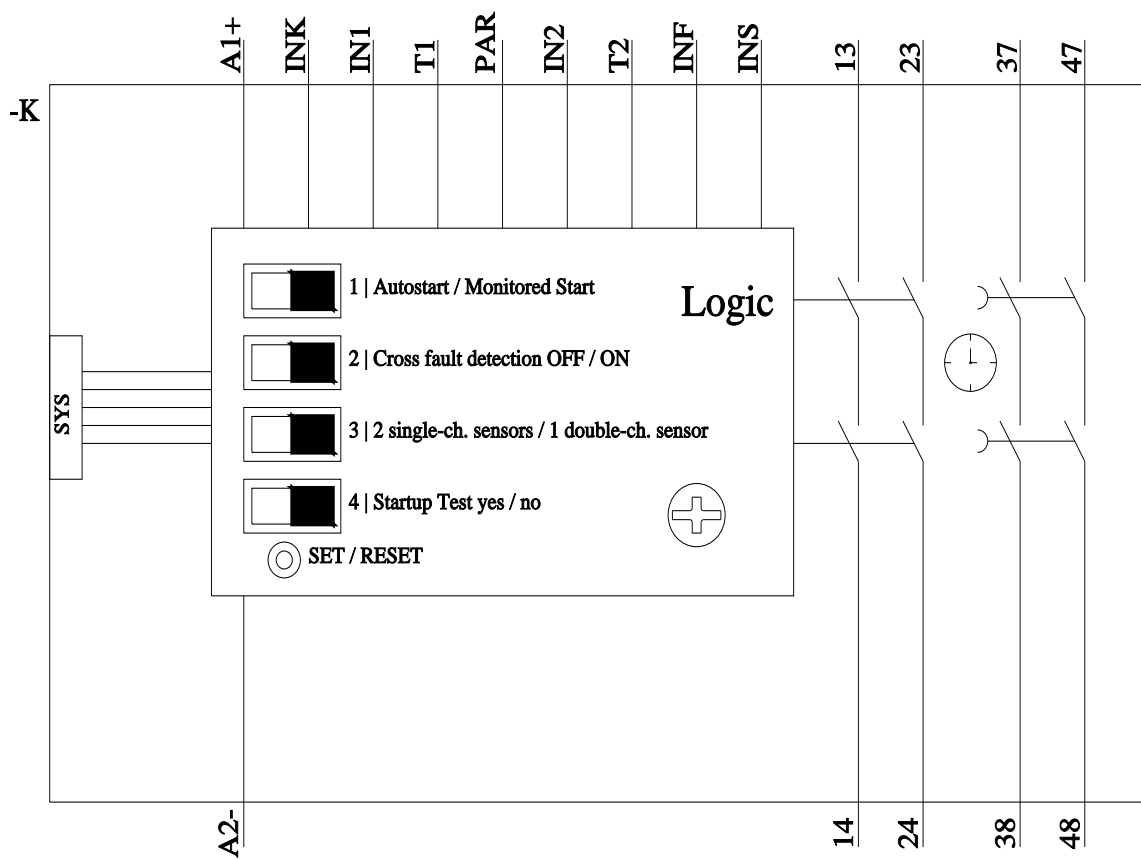 A1+
INK
IN1
T1
PAR
IN2
T2
INF
INS
13
23
37
47
-K
1 | Autostart / Monitored Start
Logic
2 | Cross fault detection OFF / ON
SYS
3 | 2 single-ch. sensors / 1 double-ch. sensor
4 | Startup Test yes / no
SET / RESET
A2-
14
24
38
48